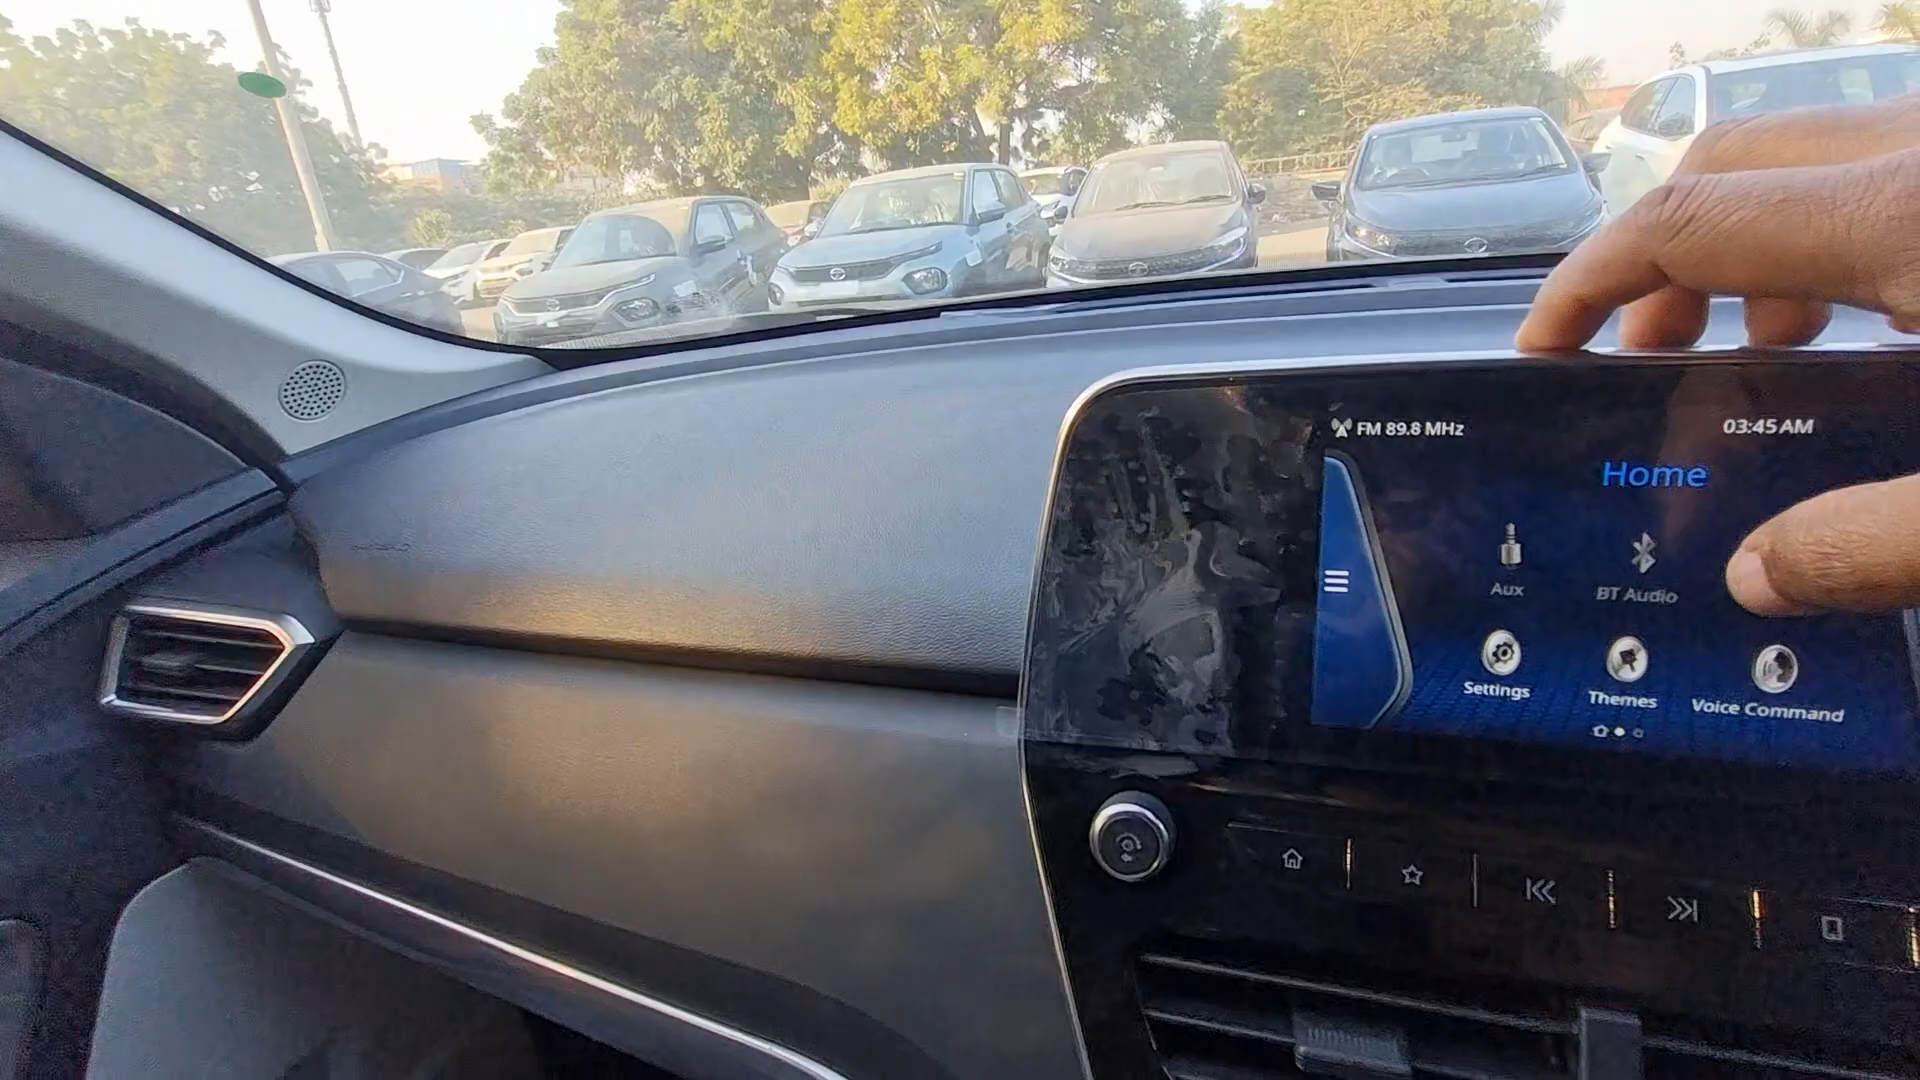 FM 89.8 MHz
03:45 AM
Home
Aux
BT Audio
Settings
Themes
Voice Command